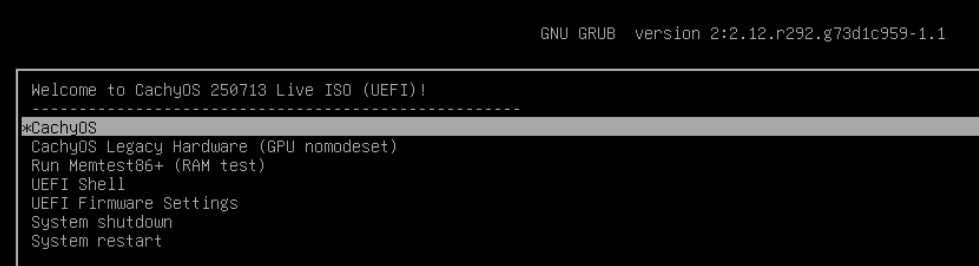 GNU GRUB  version 2:2.12.r292.g73d1c959-1.1
Welcome to CachyOS 250713 Live ISO (UEFI)!
----------------------------------------------------
*CachyOS
CachyOS Legacy Hardware (GPU nomodeset)
Run Memtest86+ (RAM test)
UEFI Shell
UEFI Firmware Settings
System shutdown
System restart